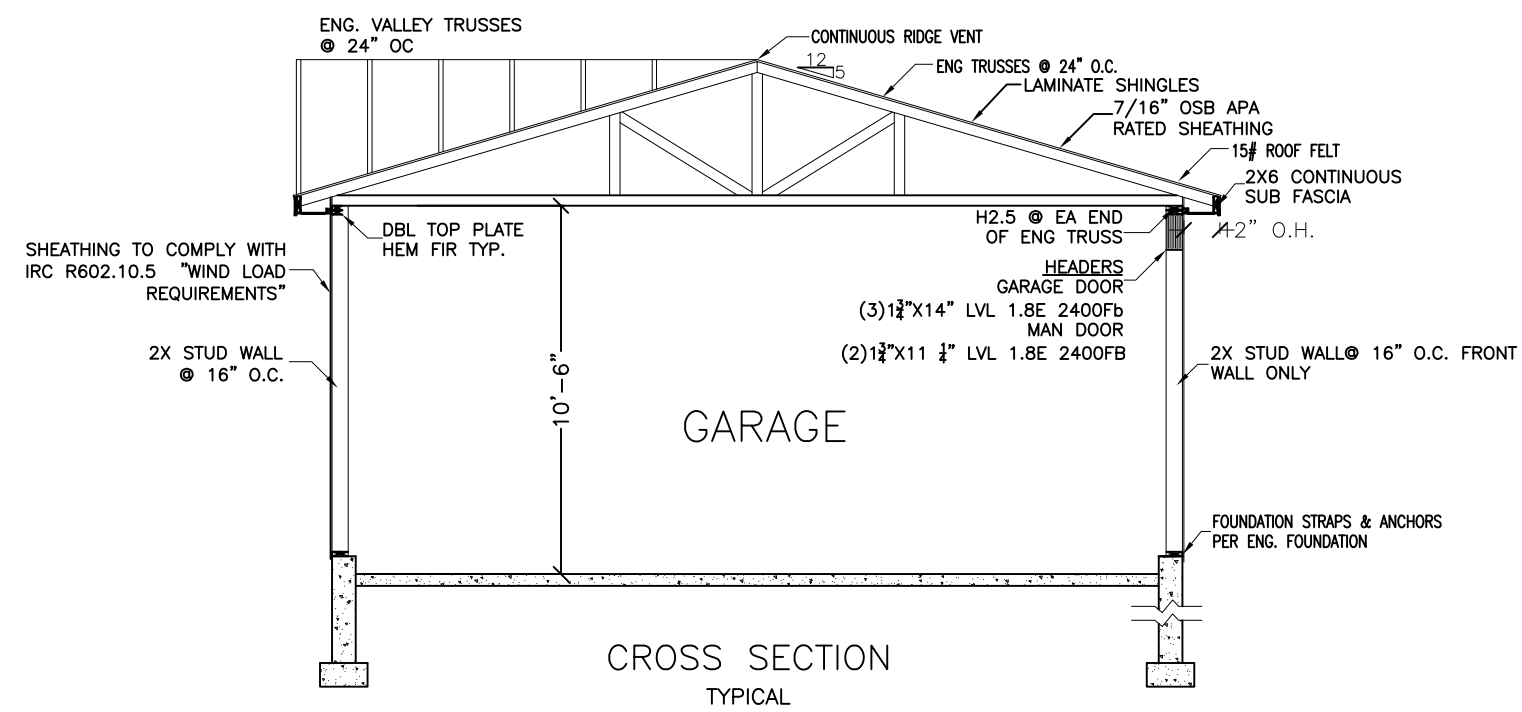 ENG. VALLEY TRUSSES
@ 24" OC
CONTINUOUS RIDGE VENT
12
5
ENG TRUSSES @ 24" O.C.
LAMINATE SHINGLES
7/16" OSB APA
RATED SHEATHING
15# ROOF FELT
2X6 CONTINUOUS
SUB FASCIA
DBL TOP PLATE
HEM FIR TYP.
H2.5 @ EA END
OF ENG TRUSS
2" O.H.
SHEATHING TO COMPLY WITH
IRC R602.10.5 "WIND LOAD
REQUIREMENTS"
HEADERS
GARAGE DOOR
(3)1¾"X14" LVL 1.8E 2400Fb
MAN DOOR
(2)1¾"X11 ¼" LVL 1.8E 2400FB
2X STUD WALL
@ 16" O.C.
10'-6"
2X STUD WALL@ 16" O.C. FRONT
WALL ONLY
GARAGE
FOUNDATION STRAPS & ANCHORS
PER ENG. FOUNDATION
CROSS SECTION
TYPICAL